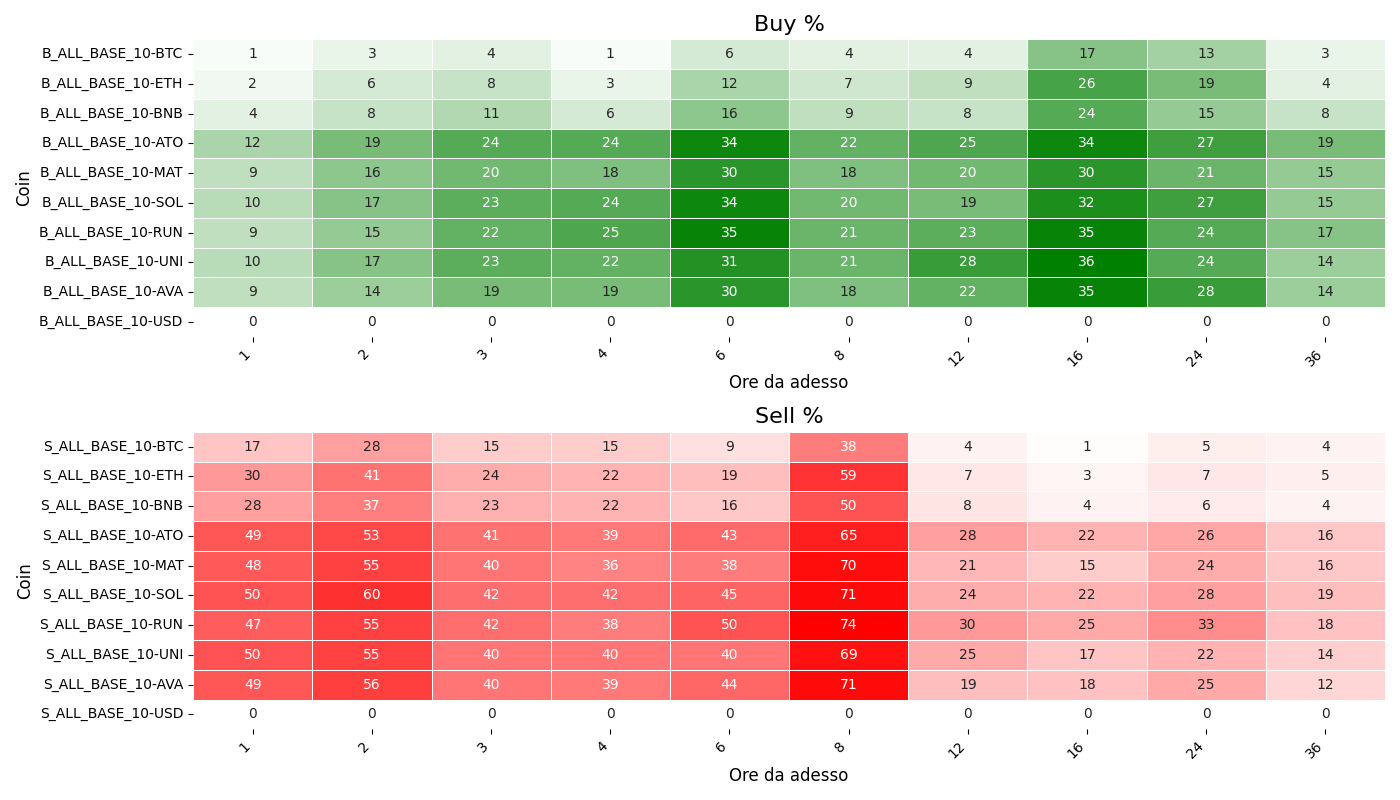 Buy %
Coin
B_ALL_BASE_10-BTC 1 3 4 1 6 4 4 17 13 3
B_ALL_BASE_10-ETH 2 6 8 3 12 7 9 26 19 4
B_ALL_BASE_10-BNB 4 8 11 6 16 9 8 24 15 8
B_ALL_BASE_10-ATO 12 19 24 24 34 22 25 34 27 19
B_ALL_BASE_10-MAT 9 16 20 18 30 18 20 30 21 15
B_ALL_BASE_10-SOL 10 17 23 24 34 20 19 32 27 15
B_ALL_BASE_10-RUN 9 15 22 25 35 21 23 35 24 17
B_ALL_BASE_10-UNI 10 17 23 22 31 21 28 36 24 14
B_ALL_BASE_10-AVA 9 14 19 19 30 18 22 35 28 14
B_ALL_BASE_10-USD 0 0 0 0 0 0 0 0 0 0
1 2 3 4 6 8 12 16 24 36
Ore da adesso
Sell %
Coin
S_ALL_BASE_10-BTC 17 28 15 15 9 38 4 1 5 4
S_ALL_BASE_10-ETH 30 41 24 22 19 59 7 3 7 5
S_ALL_BASE_10-BNB 28 37 23 22 16 50 8 4 6 4
S_ALL_BASE_10-ATO 49 53 41 39 43 65 28 22 26 16
S_ALL_BASE_10-MAT 48 55 40 36 38 70 21 15 24 16
S_ALL_BASE_10-SOL 50 60 42 42 45 71 24 22 28 19
S_ALL_BASE_10-RUN 47 55 42 38 50 74 30 25 33 18
S_ALL_BASE_10-UNI 50 55 40 40 40 69 25 17 22 14
S_ALL_BASE_10-AVA 49 56 40 39 44 71 19 18 25 12
S_ALL_BASE_10-USD 0 0 0 0 0 0 0 0 0 0
1 2 3 4 6 8 12 16 24 36
Ore da adesso